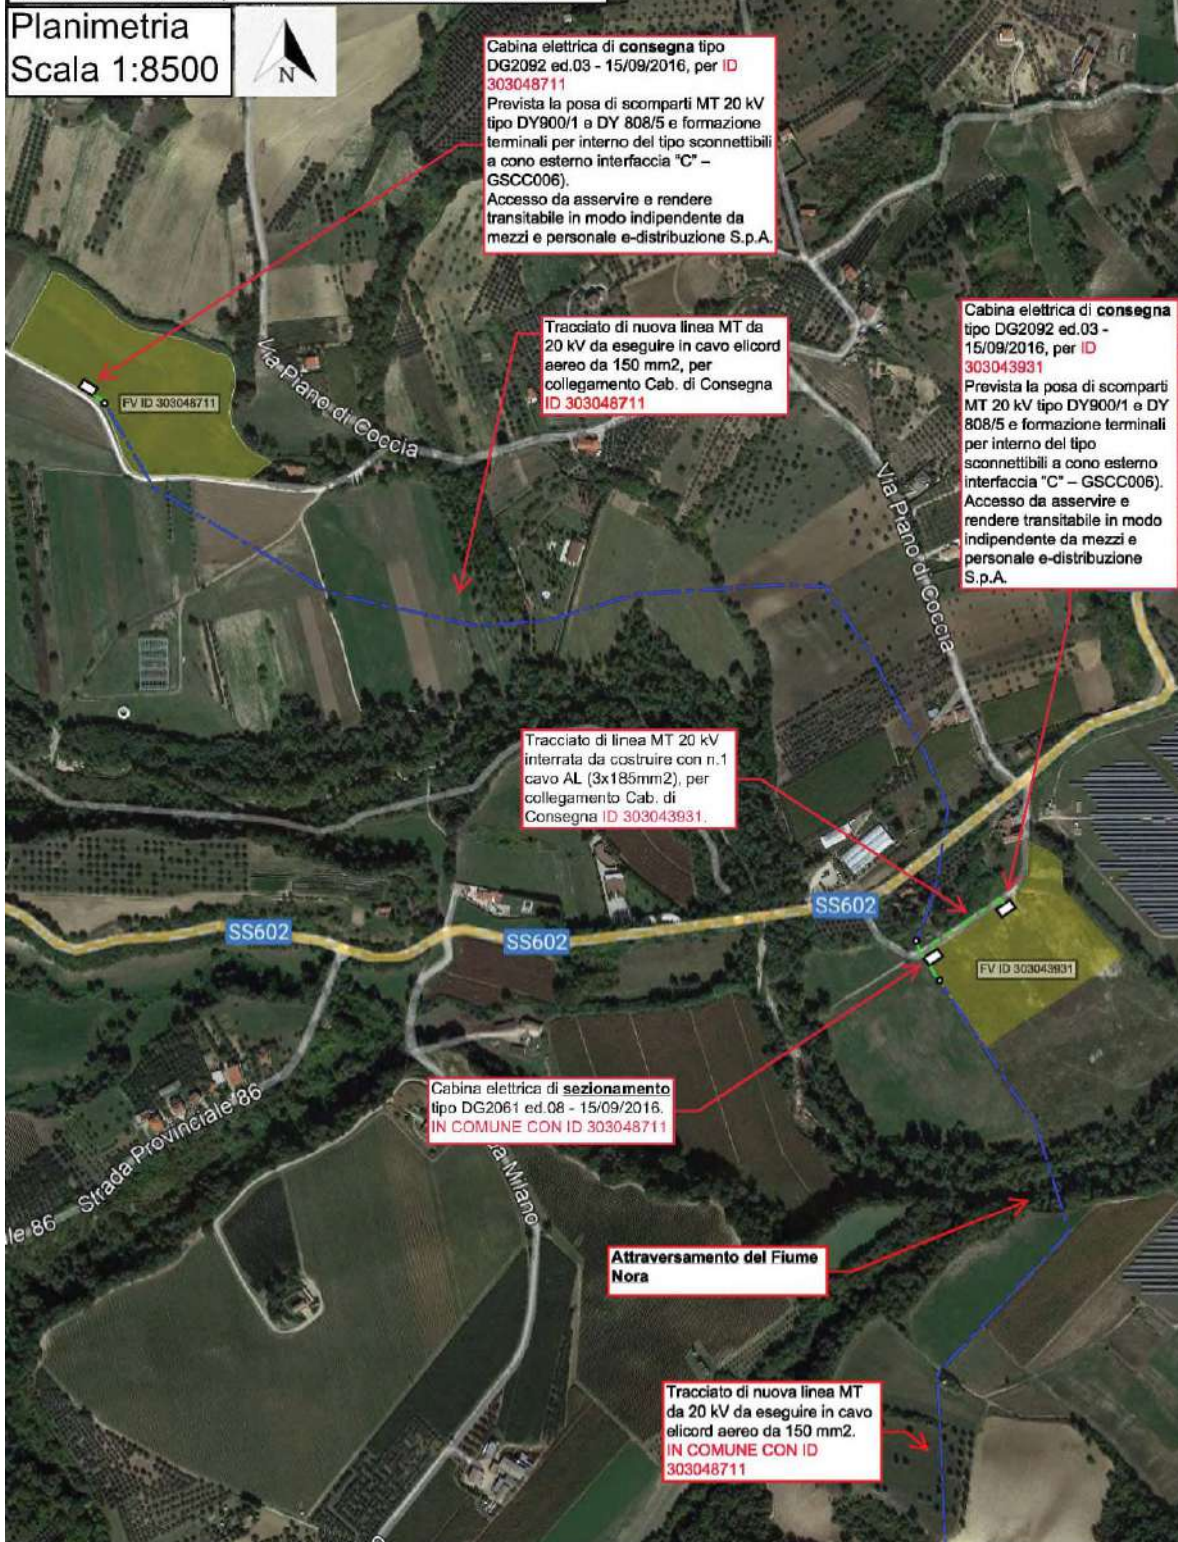 Planimetria
Scala 1:8500
N
Cabina elettrica di consegna tipo
DG2092 ed.03 - 15/09/2016, per ID
303048711
Prevista la posa di scomparti MT 20 kV
tipo DY900/1 e DY 808/5 e formazione
terminali per interno del tipo sconnettibili
a cono esterno interfaccia "C" –
GSCC006).
Accesso da asservire e rendere
transitabile in modo indipendente da
mezzi e personale e-distribuzione S.p.A.
Cabina elettrica di consegna
tipo DG2092 ed.03 -
15/09/2016, per ID
303043931
Prevista la posa di scomparti
MT 20 kV tipo DY900/1 e DY
808/5 e formazione terminali
per interno del tipo
sconnettibili a cono esterno
interfaccia "C" – GSCC006).
Accesso da asservire e
rendere transitabile in modo
indipendente da mezzi e
personale e-distribuzione
S.p.A.
Tracciato di nuova linea MT da
20 kV da eseguire in cavo elicord
aereo da 150 mm2, per
collegamento Cab. di Consegna
ID 303048711
FV ID 303048711
Via Piano di Coccia
Via Piano di Coccia
Tracciato di linea MT 20 kV
interrata da costruire con n.1
cavo AL (3x185mm2), per
collegamento Cab. di
Consegna ID 303043931.
SS602
SS602
SS602
FV ID 303043931
Cabina elettrica di sezionamento
tipo DG2061 ed.08 - 15/09/2016.
IN COMUNE CON ID 303048711
Strada Provinciale 86
le 86
Milano
Attraversamento del Fiume
Nora
Tracciato di nuova linea MT
da 20 kV da eseguire in cavo
elicord aereo da 150 mm2.
IN COMUNE CON ID
303048711